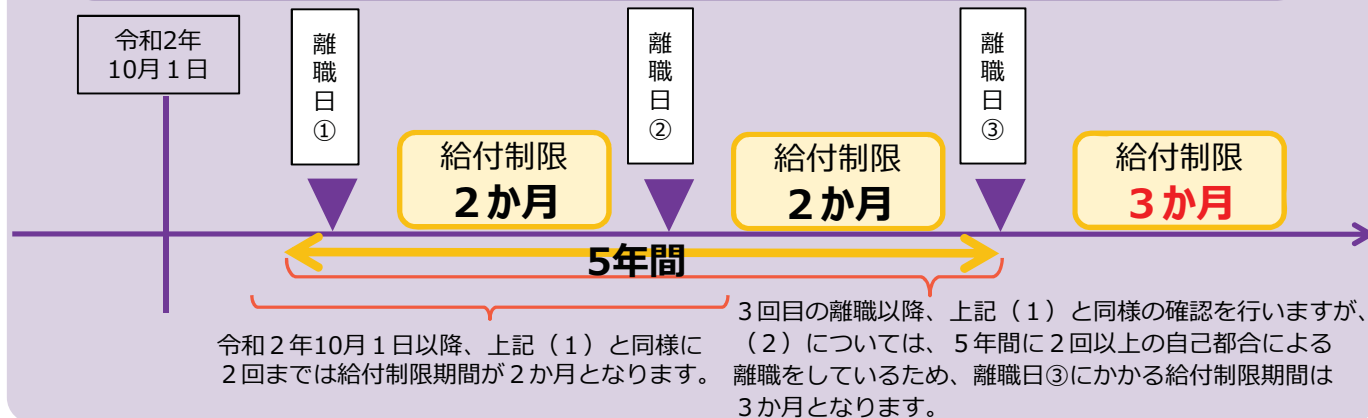 令和2年
10月１日
離職日①
給付制限
２か月
離職日②
給付制限
２か月
離職日③
給付制限
３か月
5年間
令和２年10月１日以降、上記（１）と同様に
２回までは給付制限期間が２か月となります。
３回目の離職以降、上記（１）と同様の確認を行いますが、
（２）については、５年間に２回以上の自己都合による
離職をしているため、離職日③にかかる給付制限期間は
３か月となります。